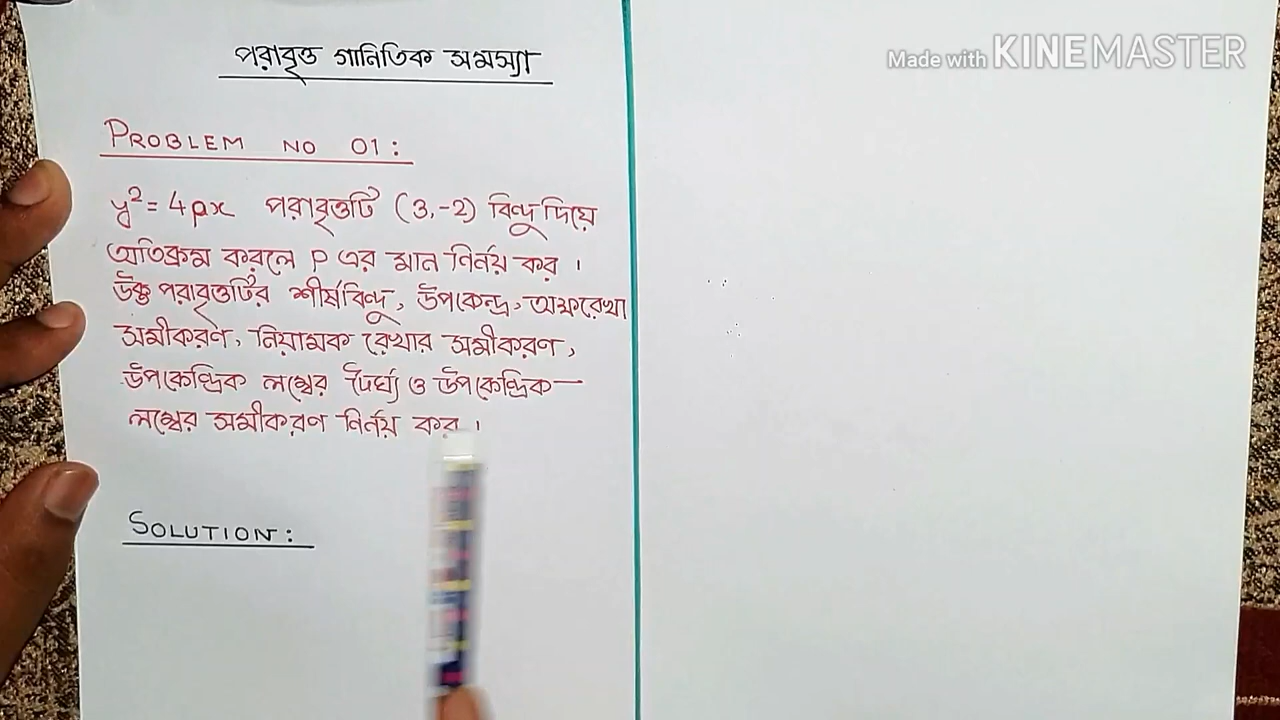 পরাবৃত্ত গানিতিক সমস্যা
Made with KINEMASTER
PROBLEM NO 01:
y² = 4px পরাবৃত্তটি (3,-2) বিন্দু দিয়ে
অতিক্রম করলে p এর মান নির্নয় কর ।
উক্ত পরাবৃত্তটির শীর্ষবিন্দু, উপকেন্দ্র, অক্ষরেখা
সমীকরণ, নিয়ামক রেখার সমীকরণ,
উপকেন্দ্রিক লম্বের দৈর্ঘ্য ও উপকেন্দ্রিক—
লম্বের সমীকরণ নির্নয় কর ।
SOLUTION: